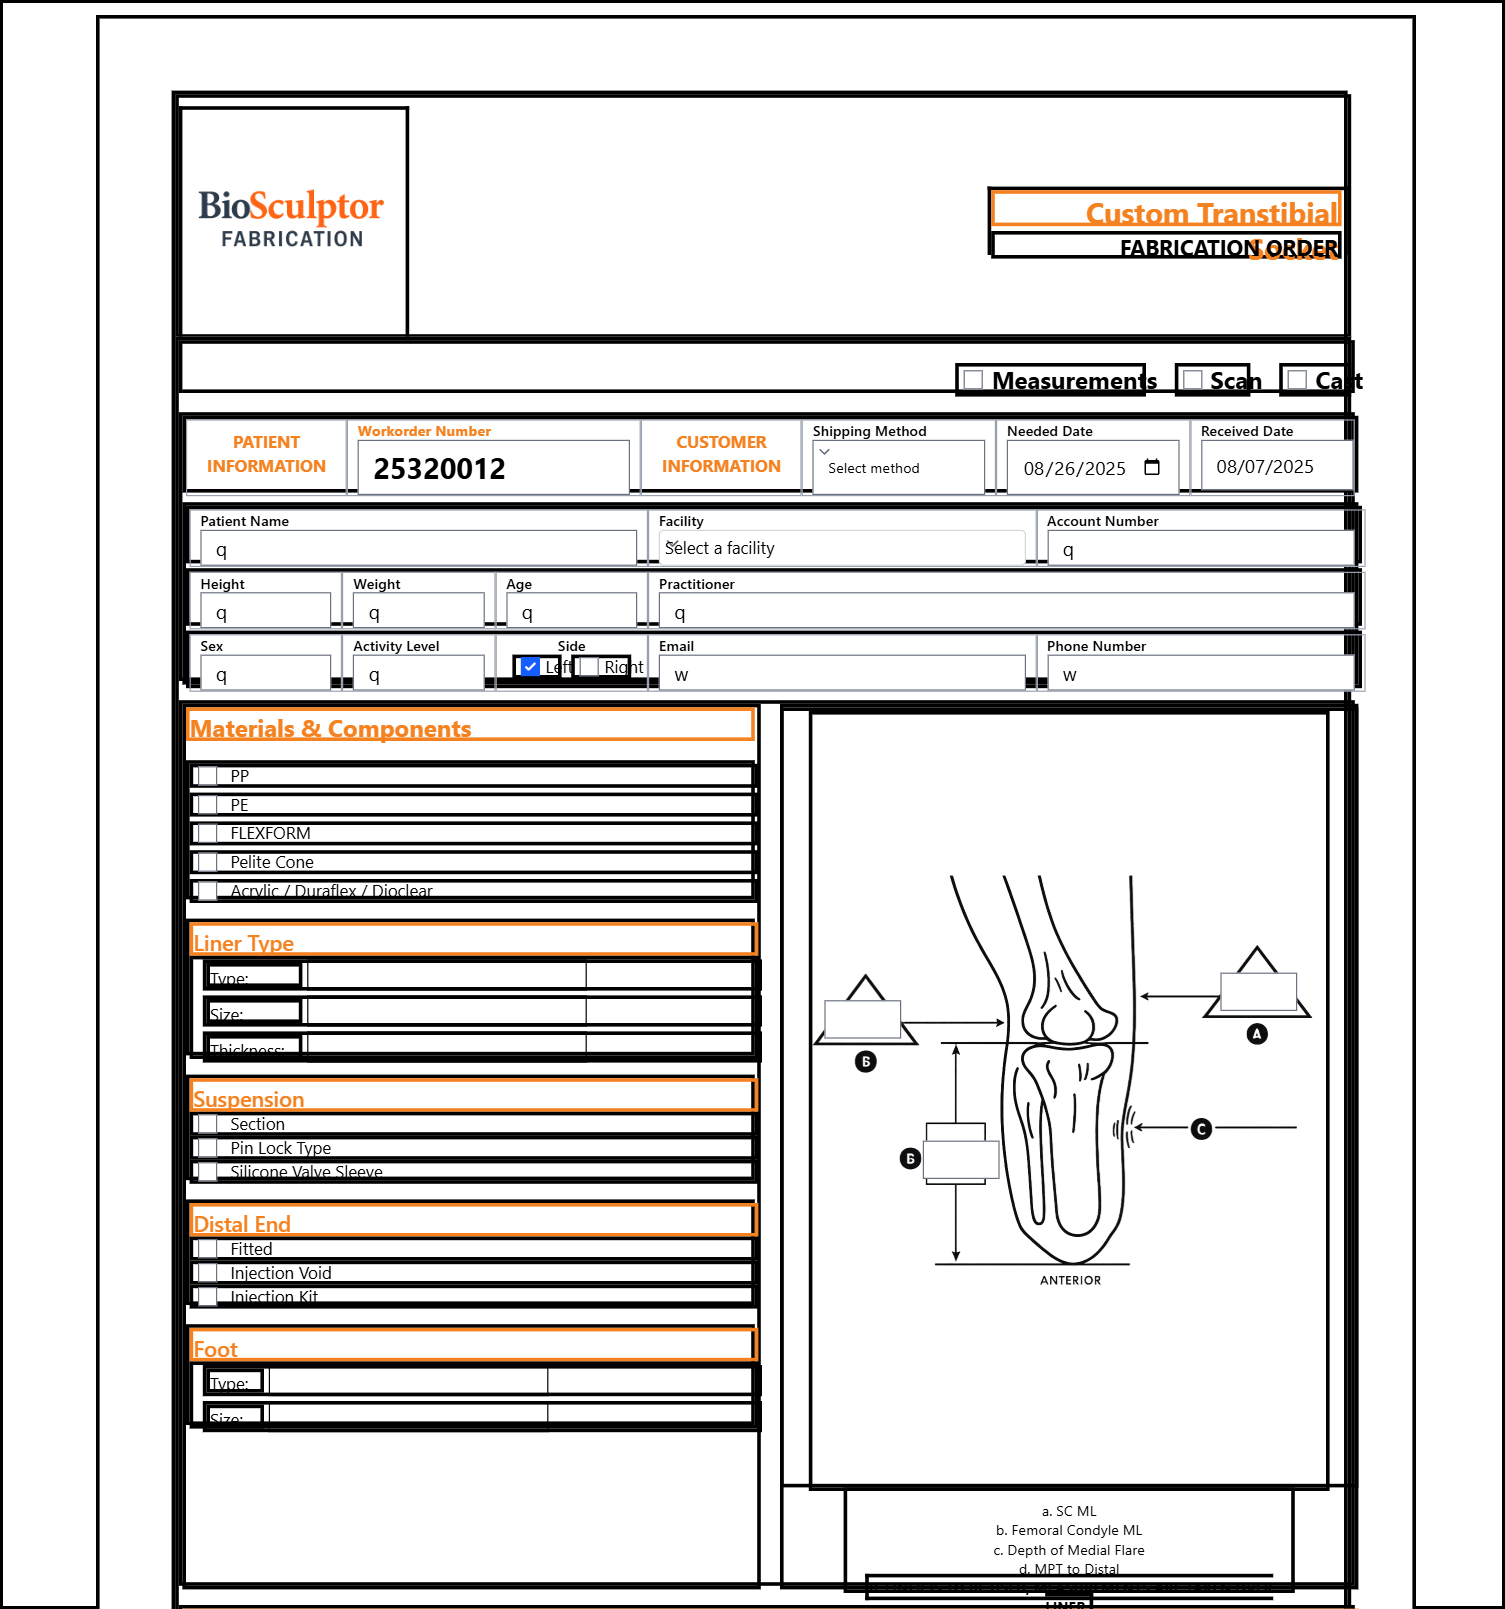 BioSculptor
FABRICATION
Custom Transtibial
Socket
FABRICATION ORDER
Measurements Scan Cast
PATIENT INFORMATION
Workorder Number
25320012
CUSTOMER INFORMATION
Shipping Method
Select method
Needed Date
08/26/2025
Received Date
08/07/2025
Patient Name
q
Facility
Select a facility
Account Number
q
Height
q
Weight
q
Age
q
Practitioner
q
Sex
q
Activity Level
q
Side
Left Right
Email
w
Phone Number
w
Materials & Components
PP
PE
FLEXFORM
Pelite Cone
Acrylic / Duraflex / Dioclear
Liner Type
Type:
Size:
Thickness:
Suspension
Section
Pin Lock Type
Silicone Valve Sleeve
Distal End
Fitted
Injection Void
Injection Kit
Foot
Type:
Size:
A
B
C
ANTERIOR
a. SC ML
b. Femoral Condyle ML
c. Depth of Medial Flare
d. MPT to Distal
LINER